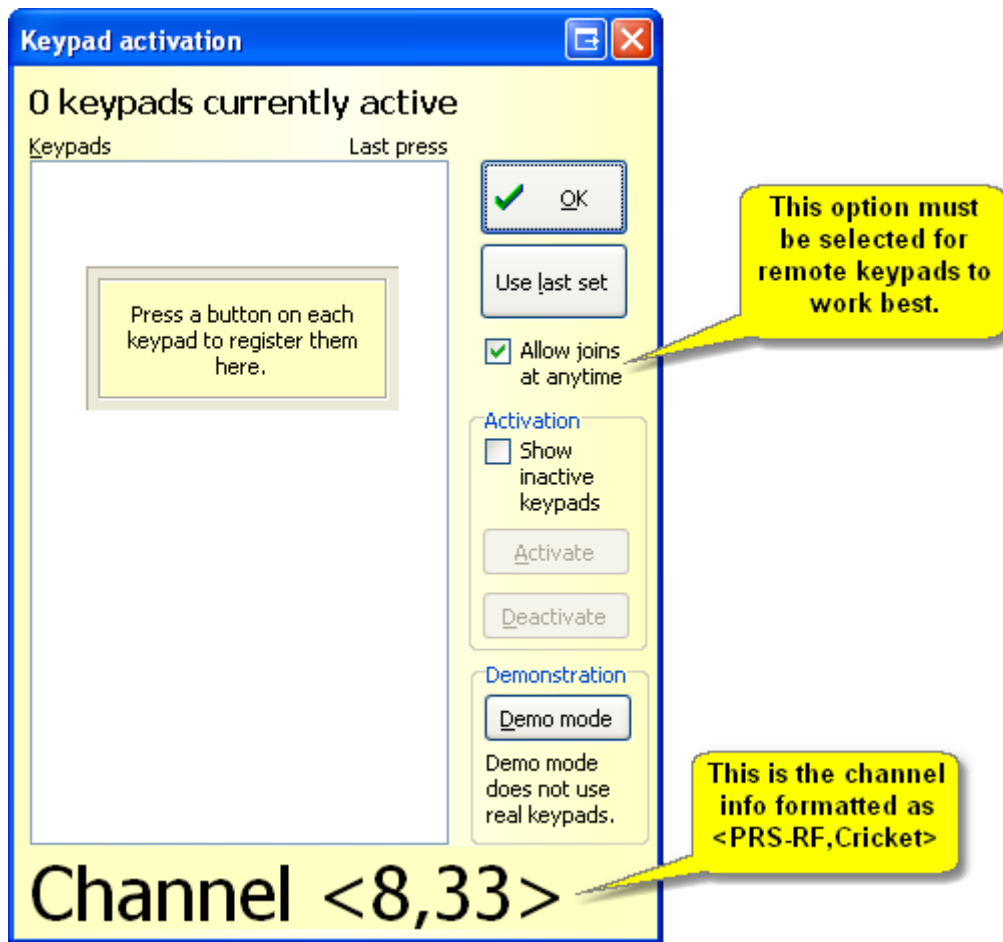 Keypad activation
0 keypads currently active
Keypads Last press
Press a button on each
keypad to register them
here.
OK
Use last set
Allow joins
at anytime
Activation
Show
inactive
keypads
Activate
Deactivate
Demonstration
Demo mode
Demo mode
does not use
real keypads.
Channel <8,33>
This option must
be selected for
remote keypads to
work best.
This is the channel
info formatted as
<PRS-RF,Cricket>